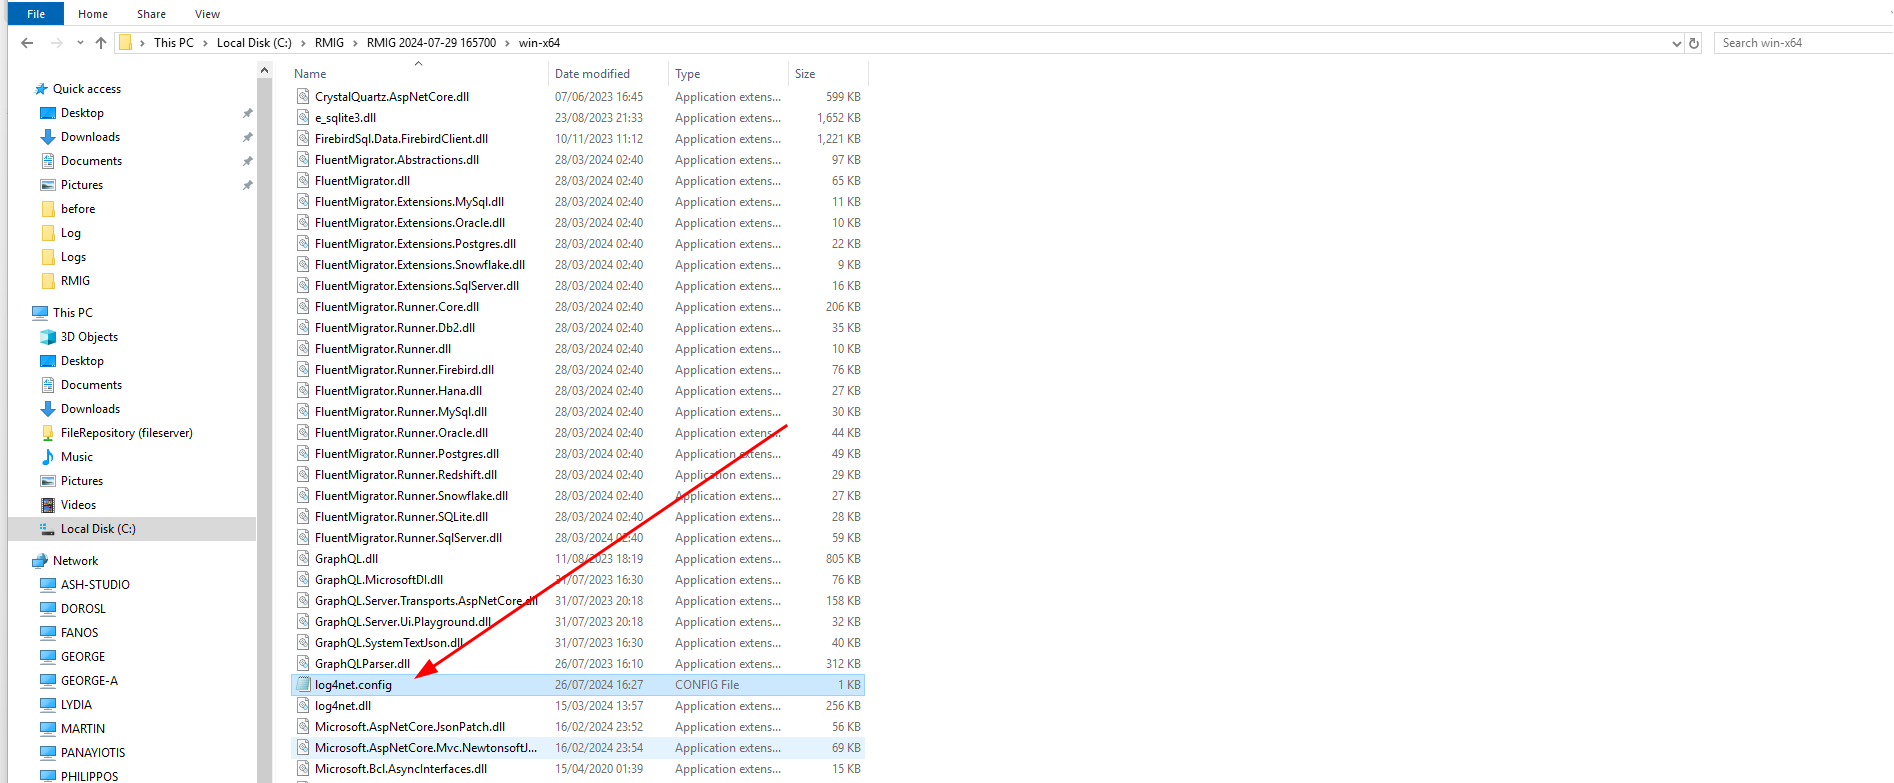 File Home Share View
This PC Local Disk (C:) RMIG RMIG 2024-07-29 165700 win-x64
Search win-x64
Quick access
Desktop
Downloads
Documents
Pictures
before
Log
Logs
RMIG
This PC
3D Objects
Desktop
Documents
Downloads
FileRepository (fileserver)
Music
Pictures
Videos
Local Disk (C:)
Network
ASH-STUDIO
DOROSL
FANOS
GEORGE
GEORGE-A
LYDIA
MARTIN
PANAYIOTIS
PHILIPPOS
Name Date modified Type Size
CrystalQuartz.AspNetCore.dll 07/06/2023 16:45 Application extens... 599 KB
e_sqlite3.dll 23/08/2023 21:33 Application extens... 1,652 KB
FirebirdSql.Data.FirebirdClient.dll 10/11/2023 11:12 Application extens... 1,221 KB
FluentMigrator.Abstractions.dll 28/03/2024 02:40 Application extens... 97 KB
FluentMigrator.dll 28/03/2024 02:40 Application extens... 65 KB
FluentMigrator.Extensions.MySql.dll 28/03/2024 02:40 Application extens... 11 KB
FluentMigrator.Extensions.Oracle.dll 28/03/2024 02:40 Application extens... 10 KB
FluentMigrator.Extensions.Postgres.dll 28/03/2024 02:40 Application extens... 22 KB
FluentMigrator.Extensions.Snowflake.dll 28/03/2024 02:40 Application extens... 9 KB
FluentMigrator.Extensions.SqlServer.dll 28/03/2024 02:40 Application extens... 16 KB
FluentMigrator.Runner.Core.dll 28/03/2024 02:40 Application extens... 206 KB
FluentMigrator.Runner.Db2.dll 28/03/2024 02:40 Application extens... 35 KB
FluentMigrator.Runner.dll 28/03/2024 02:40 Application extens... 10 KB
FluentMigrator.Runner.Firebird.dll 28/03/2024 02:40 Application extens... 76 KB
FluentMigrator.Runner.Hana.dll 28/03/2024 02:40 Application extens... 27 KB
FluentMigrator.Runner.MySql.dll 28/03/2024 02:40 Application extens... 30 KB
FluentMigrator.Runner.Oracle.dll 28/03/2024 02:40 Application extens... 44 KB
FluentMigrator.Runner.Postgres.dll 28/03/2024 02:40 Application extens... 49 KB
FluentMigrator.Runner.Redshift.dll 28/03/2024 02:40 Application extens... 29 KB
FluentMigrator.Runner.Snowflake.dll 28/03/2024 02:40 Application extens... 27 KB
FluentMigrator.Runner.SQLite.dll 28/03/2024 02:40 Application extens... 28 KB
FluentMigrator.Runner.SqlServer.dll 28/03/2024 02:40 Application extens... 59 KB
GraphQL.dll 11/08/2023 18:19 Application extens... 805 KB
GraphQL.MicrosoftDI.dll 31/07/2023 16:30 Application extens... 76 KB
GraphQL.Server.Transports.AspNetCore.dll 31/07/2023 20:18 Application extens... 158 KB
GraphQL.Server.Ui.Playground.dll 31/07/2023 20:18 Application extens... 32 KB
GraphQL.SystemTextJson.dll 31/07/2023 16:30 Application extens... 40 KB
GraphQLParser.dll 26/07/2023 16:10 Application extens... 312 KB
log4net.config 26/07/2024 16:27 CONFIG File 1 KB
log4net.dll 15/03/2024 13:57 Application extens... 256 KB
Microsoft.AspNetCore.JsonPatch.dll 16/02/2024 23:52 Application extens... 56 KB
Microsoft.AspNetCore.Mvc.NewtonsoftJ... 16/02/2024 23:54 Application extens... 69 KB
Microsoft.Bcl.AsyncInterfaces.dll 15/04/2020 01:39 Application extens... 15 KB